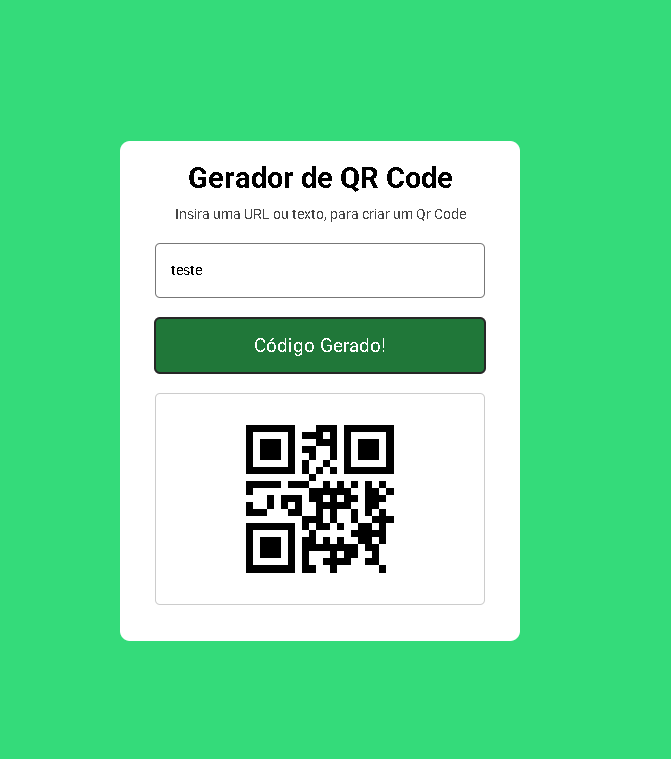 Gerador de QR Code
Insira uma URL ou texto, para criar um Qr Code
teste
Código Gerado!